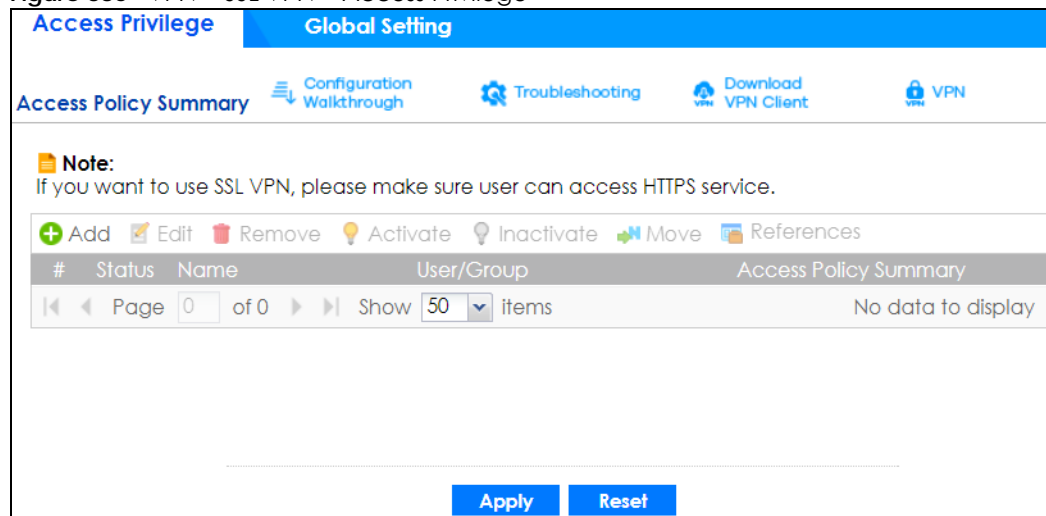 Access Privilege Global Setting
Access Policy Summary Configuration Walkthrough Troubleshooting Download VPN Client VPN
Note:
If you want to use SSL VPN, please make sure user can access HTTPS service.
Add Edit Remove Activate Inactivate Move References
# Status Name User/Group Access Policy Summary
Page 0 of 0 Show 50 items No data to display
Apply Reset